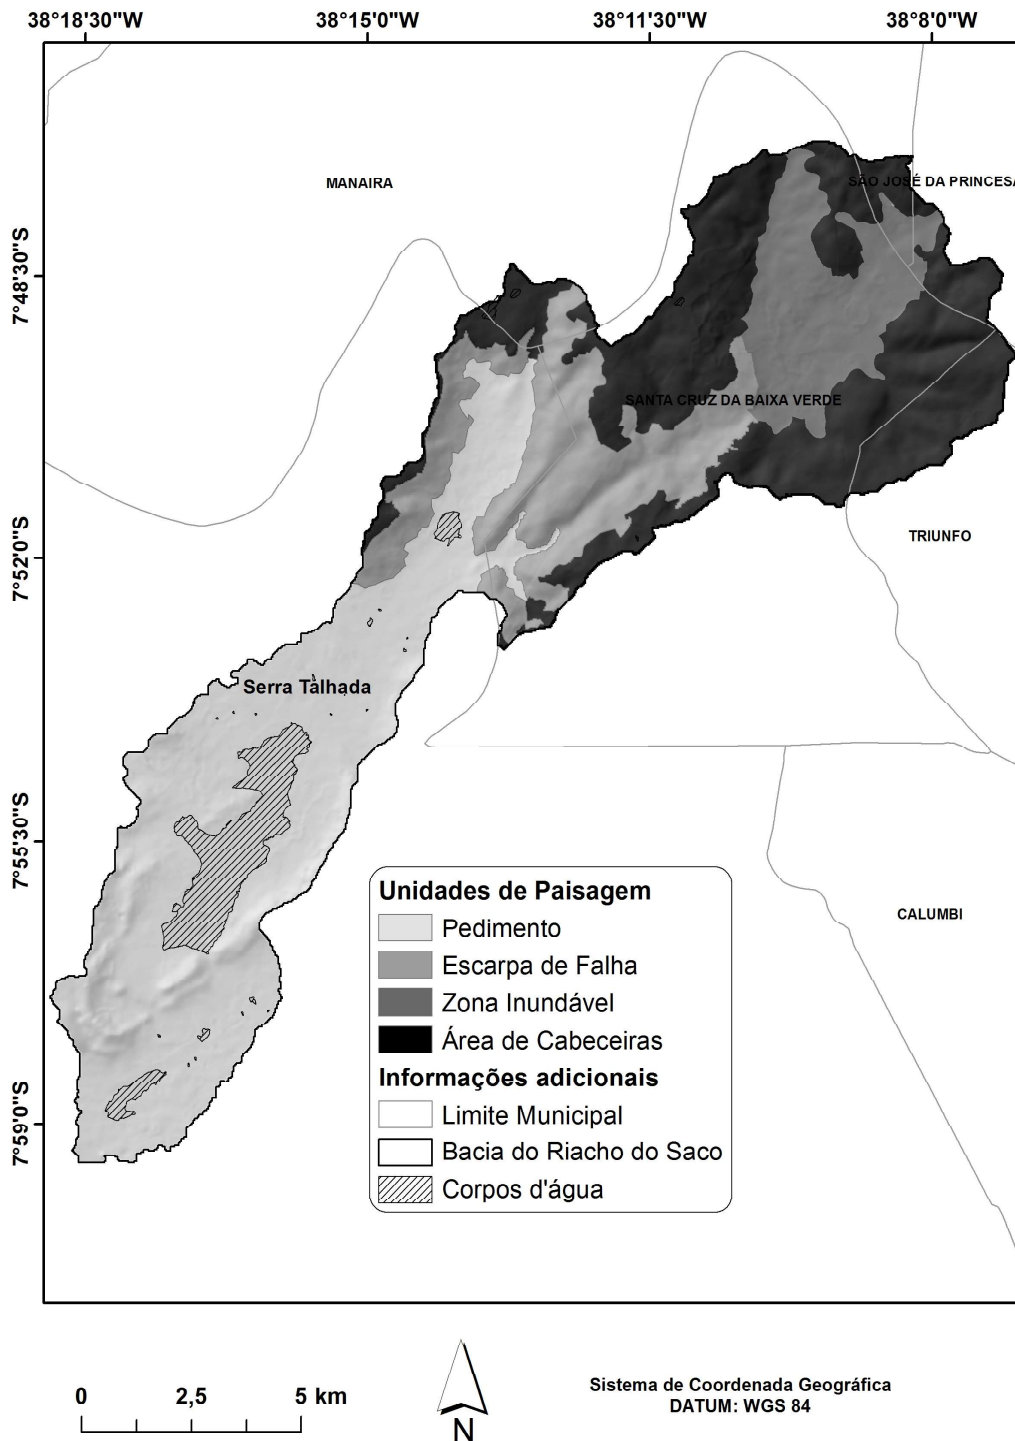 38°18'30"W 38°15'0"W 38°11'30"W 38°8'0"W
MANAIRA
SÃO JOSÉ DA PRINCESA
7°48'30"S
SANTA CRUZ DA BAIXA VERDE
TRIUNFO
7°52'0"S
Serra Talhada
7°55'30"S
Unidades de Paisagem
Pedimento
CALUMBI
Escarpa de Falha
Zona Inundável
Área de Cabeceiras
Informações adicionais
7°59'0"S
Limite Municipal
Bacia do Riacho do Saco
Corpos d'água
0 2,5 5 km
N
Sistema de Coordenada Geográfica
DATUM: WGS 84